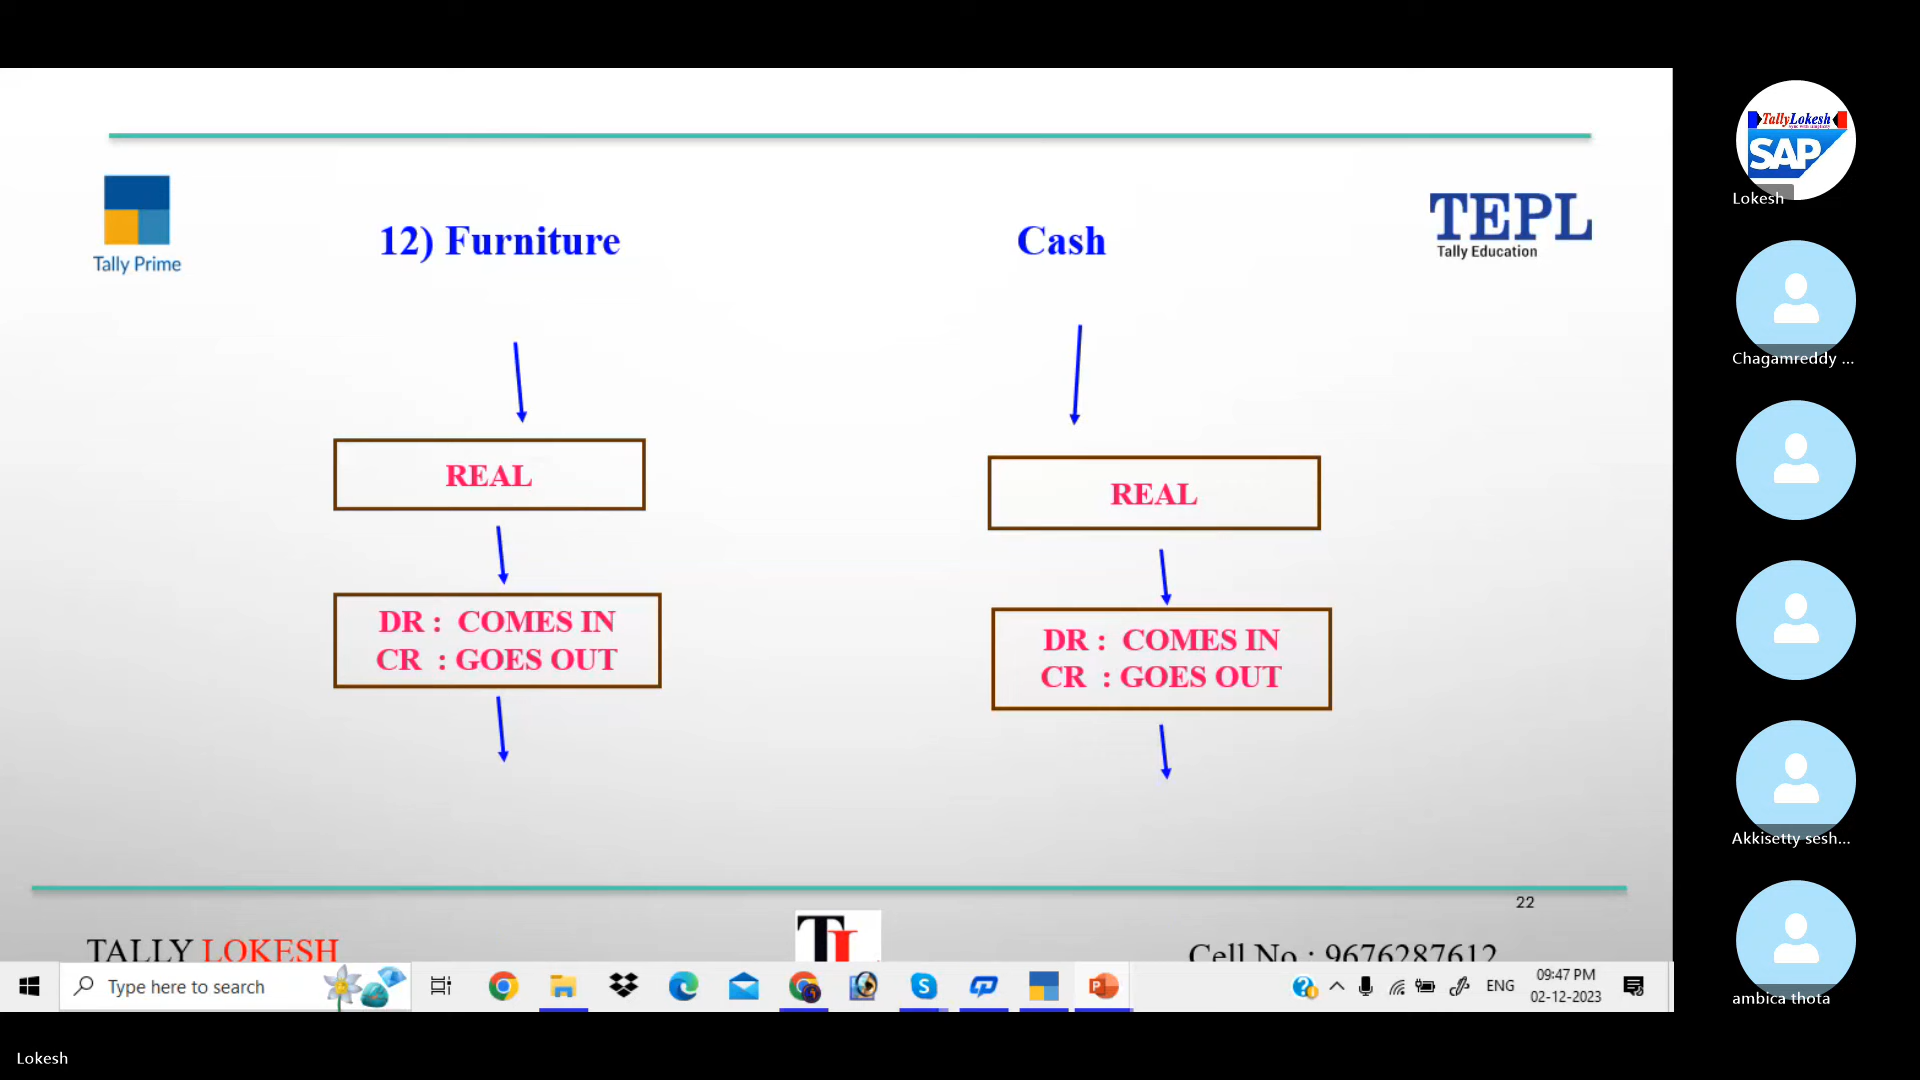 12) Furniture
Cash
Tally Prime
TEPL
Tally Education
REAL
REAL
DR : COMES IN
CR : GOES OUT
DR : COMES IN
CR : GOES OUT
22
TALLY LOKESH
Cell No : 9676287612
Type here to search
ENG
09:47 PM
02-12-2023
TallyLokesh
SAP
Lokesh
Chagamreddy ...
Akkisetty sesh...
ambica thota
Lokesh